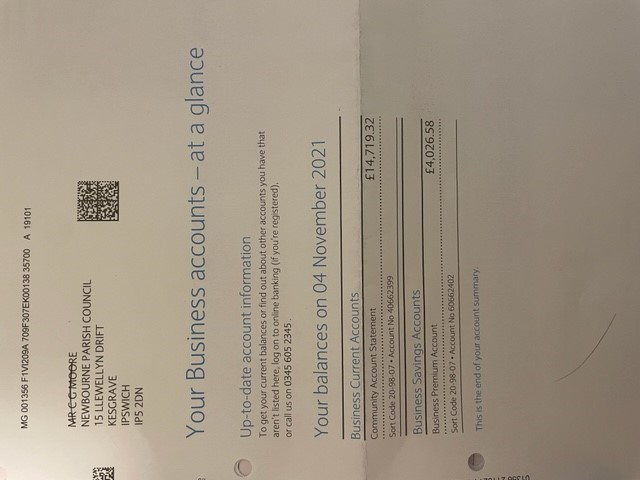 MG 001356 F1VI2209A 709F307EK00138 35700 A 19101
MR C G MOORE
NEWBOURNE PARISH COUNCIL
15 LLEWELLYN DRIFT
KESGRAVE
IPSWICH
IP5 2DN
Your Business accounts – at a glance
Up-to-date account information
To get your current balances or find out about other accounts you have that
aren't listed here, log on to online banking (if you're registered),
or call us on 0345 605 2345.
Your balances on 04 November 2021
Business Current Accounts
Community Account Statement £14,719.32
Sort Code 20-98-07 • Account No 40662399
Business Savings Accounts
Business Premium Account £4,026.58
Sort Code 20-98-07 • Account No 60662402
This is the end of your account summary.